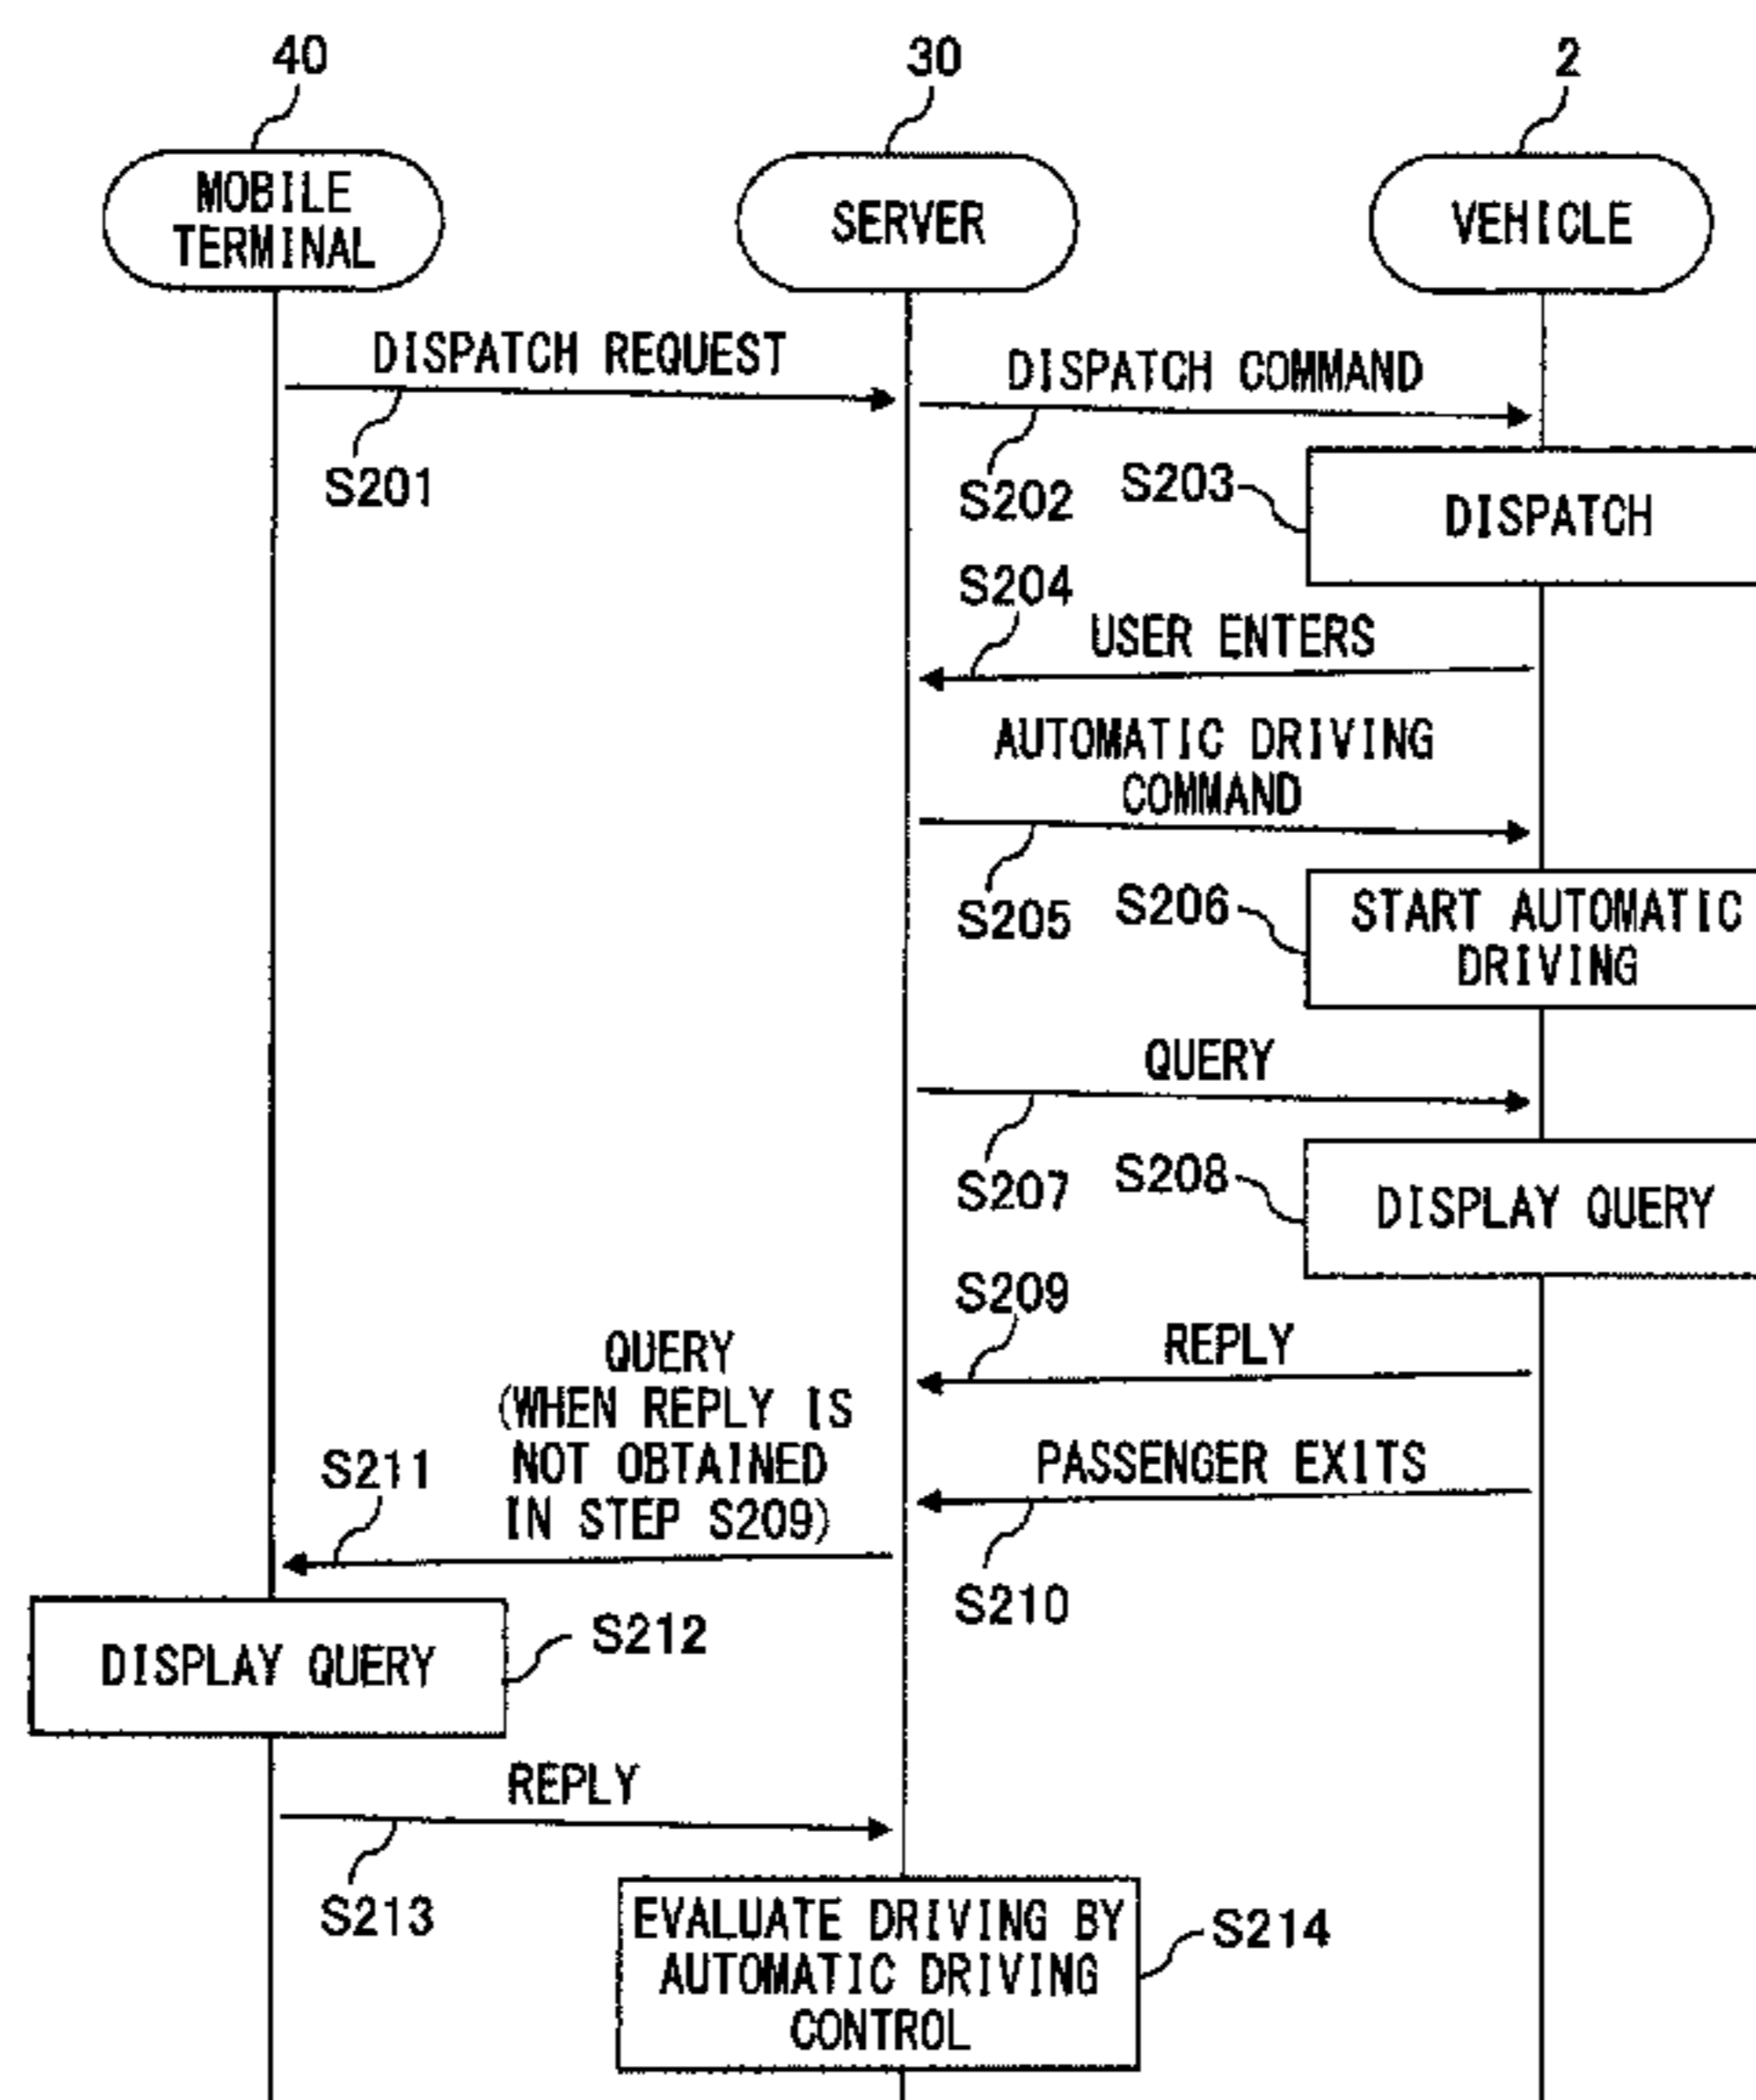 40
30
2
MOBILE
TERMINAL
SERVER
VEHICLE
DISPATCH REQUEST
DISPATCH COMMAND
S201
S202
S203
DISPATCH
S204
USER ENTERS
AUTOMATIC DRIVING
COMMAND
S205
S206
START AUTOMATIC
DRIVING
QUERY
S207
S208
DISPLAY QUERY
S209
REPLY
QUERY
(WHEN REPLY IS
NOT OBTAINED
IN STEP S209)
S211
PASSENGER EXITS
S210
DISPLAY QUERY
S212
REPLY
S213
EVALUATE DRIVING BY
AUTOMATIC DRIVING
CONTROL
S214